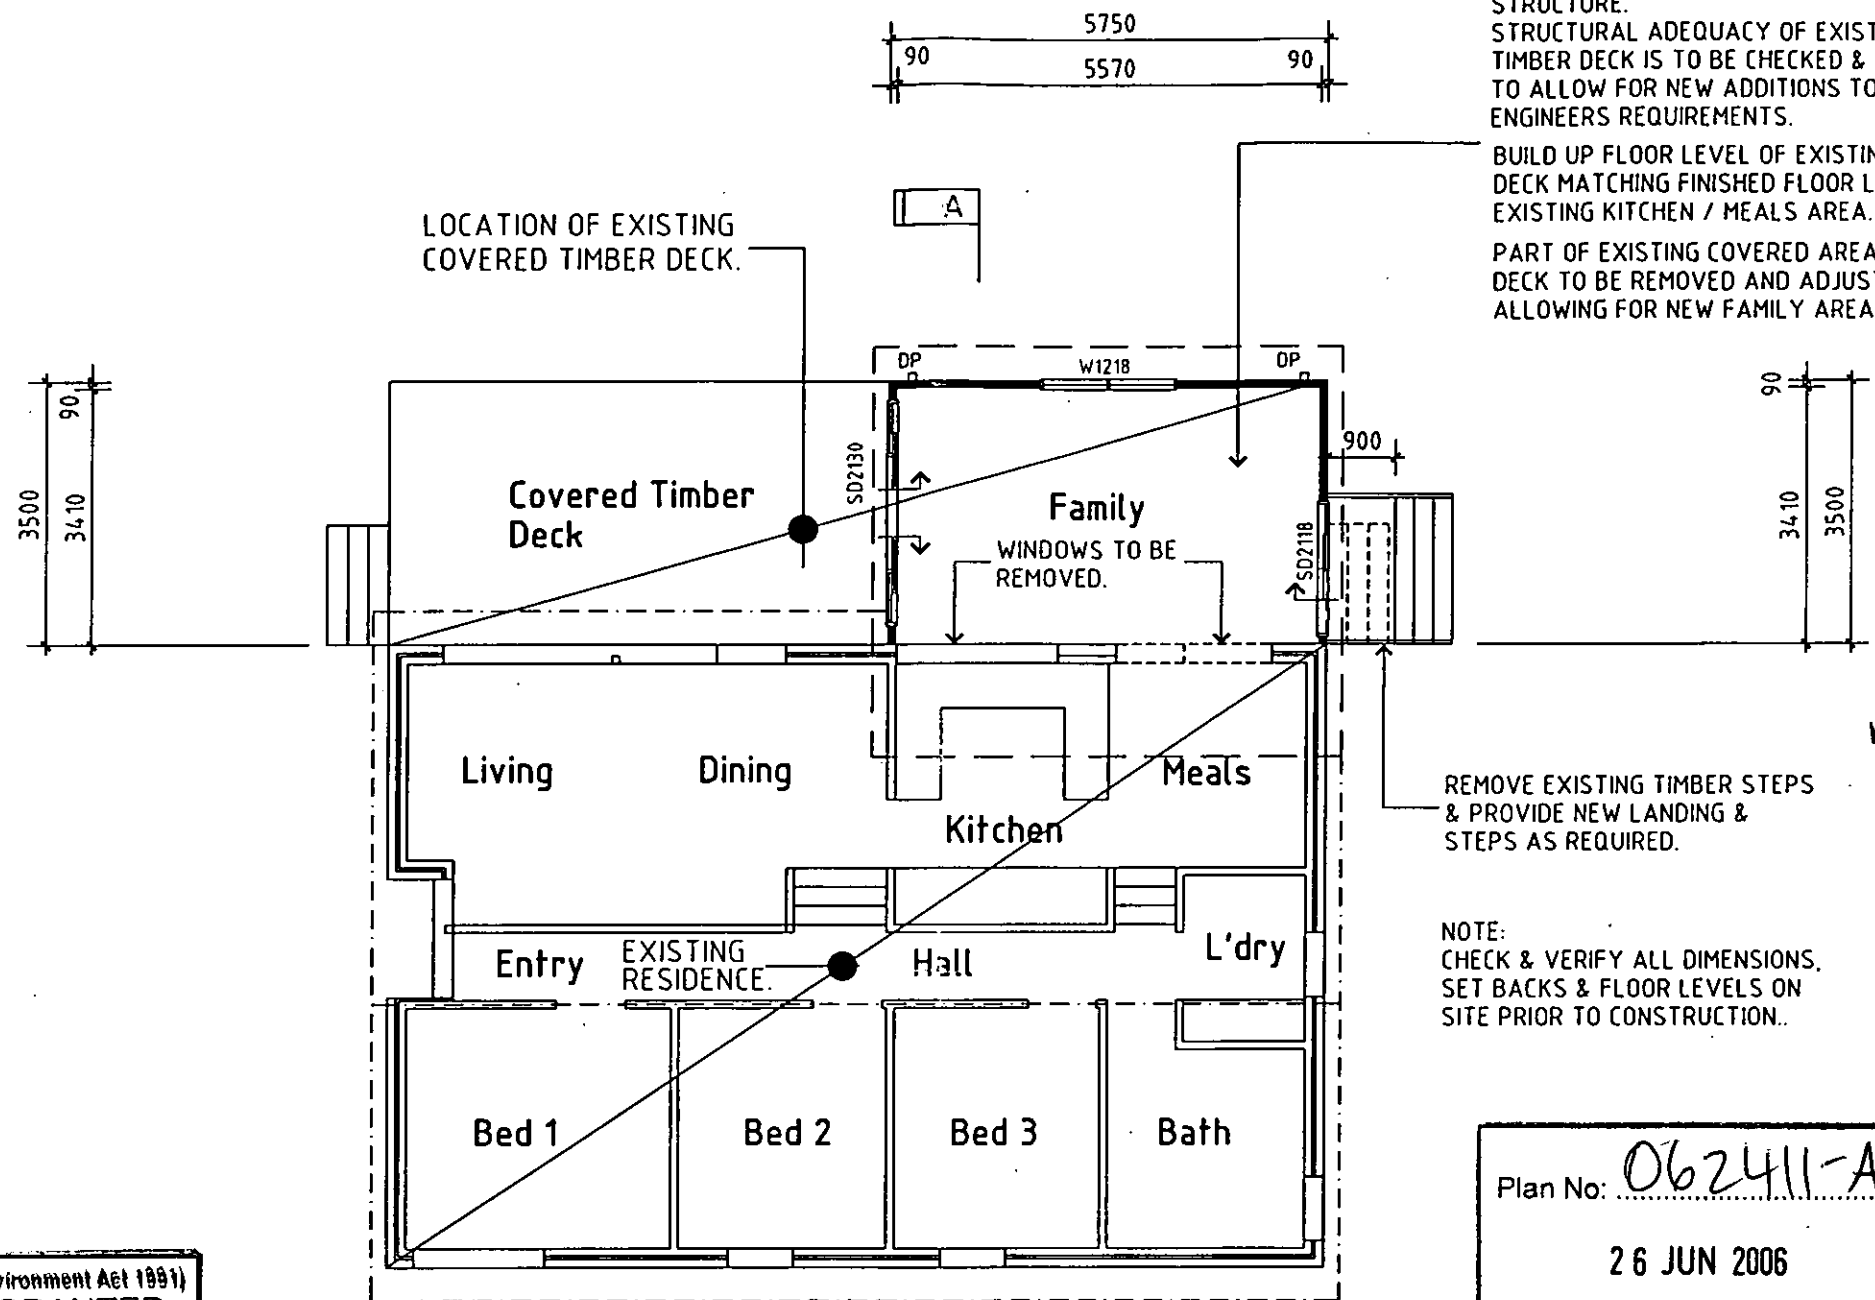 5750
90
5570
90
STRUCTURE.
STRUCTURAL ADEQUACY OF EXIST
TIMBER DECK IS TO BE CHECKED &
TO ALLOW FOR NEW ADDITIONS TO
ENGINEERS REQUIREMENTS.
BUILD UP FLOOR LEVEL OF EXISTIN
DECK MATCHING FINISHED FLOOR L
EXISTING KITCHEN / MEALS AREA.
PART OF EXISTING COVERED AREA
DECK TO BE REMOVED AND ADJUST
ALLOWING FOR NEW FAMILY AREA
A
LOCATION OF EXISTING
COVERED TIMBER DECK.
DP
W1218
DP
90
3500
3410
90
3410
3500
900
SD2130
Covered Timber
Deck
Family
WINDOWS TO BE
REMOVED.
SD2118
Living
Dining
Meals
Kitchen
REMOVE EXISTING TIMBER STEPS
& PROVIDE NEW LANDING &
STEPS AS REQUIRED.
Entry
EXISTING
RESIDENCE.
Hall
L'dry
NOTE:
CHECK & VERIFY ALL DIMENSIONS,
SET BACKS & FLOOR LEVELS ON
SITE PRIOR TO CONSTRUCTION..
Bed 1
Bed 2
Bed 3
Bath
Plan No: 062411-A
26 JUN 2006
vironment Act 1991)